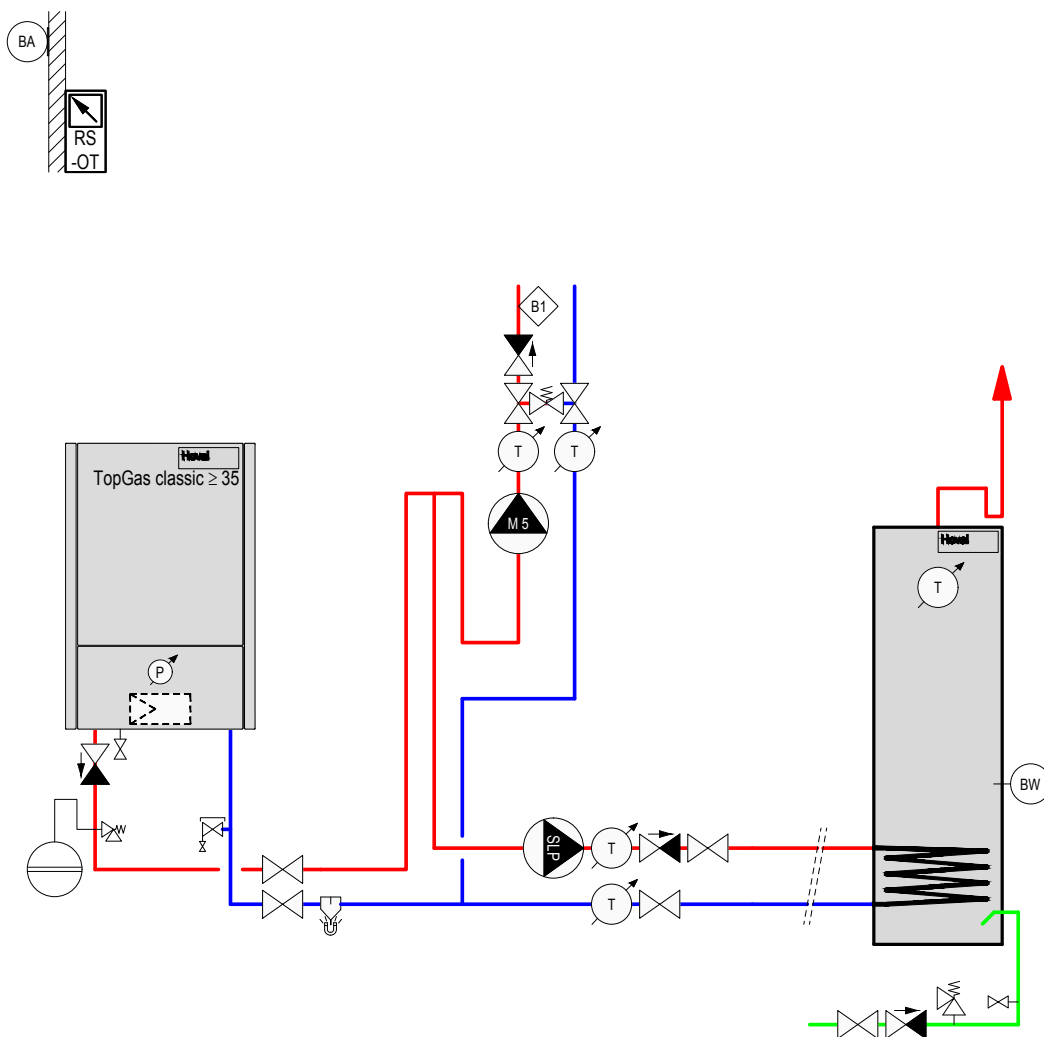 BA
RS
-OT
B1
Hoval
TopGas classic ≥ 35
T
T
M 5
Hoval
T
P
BW
SLP
T
T